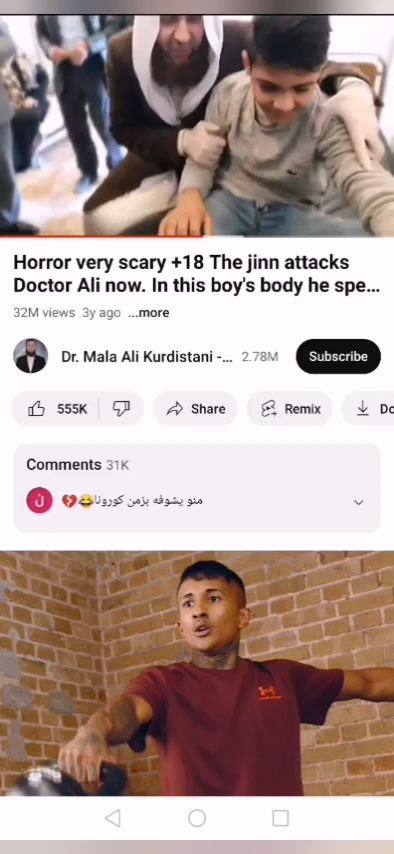 Horror very scary +18 The jinn attacks
Doctor Ali now. In this boy's body he spe...
32M views 3y ago ...more
Dr. Mala Ali Kurdistani -... 2.78M Subscribe
555K Share Remix Do
Comments 31K
ن 💔😂منو يشوفه بزمن كورونا